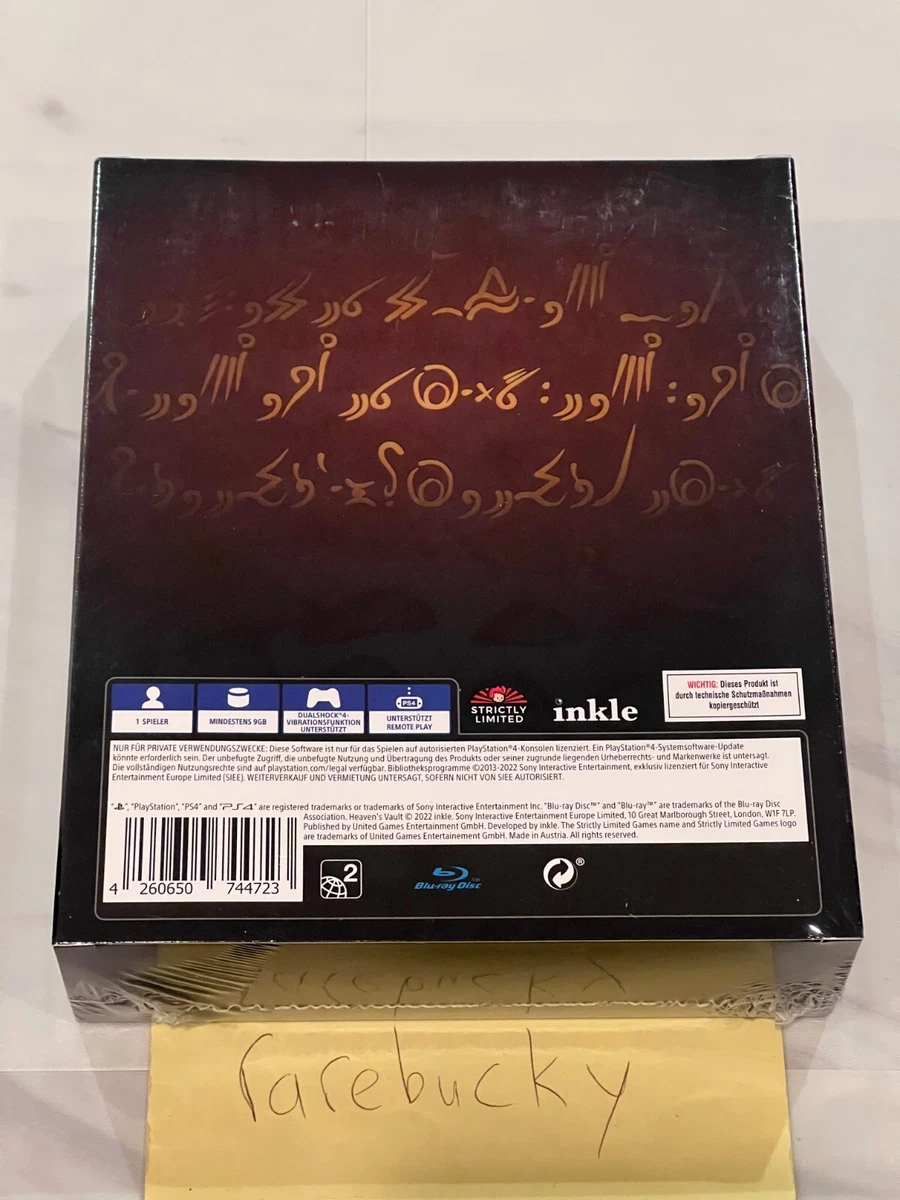 1 SPIELER
MINDESTENS 9GB
DUALSHOCK®4-
VIBRATIONSFUNKTION
UNTERSTÜTZT
PS4
UNTERSTÜTZT
REMOTE PLAY
STRICTLY
LIMITED
inkle
WICHTIG: Dieses Produkt ist
durch technische Schutzmaßnahmen
kopiergeschützt
NUR FÜR PRIVATE VERWENDUNGSZWECKE: Diese Software ist nur für das Spielen auf autorisierten PlayStation®4-Konsolen lizenziert. Ein PlayStation®4-Systemsoftware-Update
könnte erforderlich sein. Der unbefugte Zugriff, die unbefugte Nutzung und Übertragung des Produkts oder seiner zugrunde liegenden Urheberrechts- und Markenwerke ist untersagt.
Die vollständigen Nutzungsrechte sind auf playstation.com/legal verfügbar. Bibliotheksprogramme ©2013-2022 Sony Interactive Entertainment, exklusiv lizenziert für Sony Interactive
Entertainment Europe Limited (SIEE). WEITERVERKAUF UND VERMIETUNG UNTERSAGT, SOFERN NICHT VON SIEE AUTORISIERT.
"PlayStation", "PS4" and "PS4" are registered trademarks or trademarks of Sony Interactive Entertainment Inc. "Blu-ray Disc™" and "Blu-ray™" are trademarks of the Blu-ray Disc
Association. Heaven's Vault © 2022 inkle. Sony Interactive Entertainment Europe Limited, 10 Great Marlborough Street, London, W1F 7LP.
Published by United Games Entertainment GmbH. Developed by inkle. The Strictly Limited Games name and Strictly Limited Games logo
are trademarks of United Games Entertainement GmbH. Made in Austria. All rights reserved.
4 260650 744723
2
Blu-ray Disc™
®
rarebucky